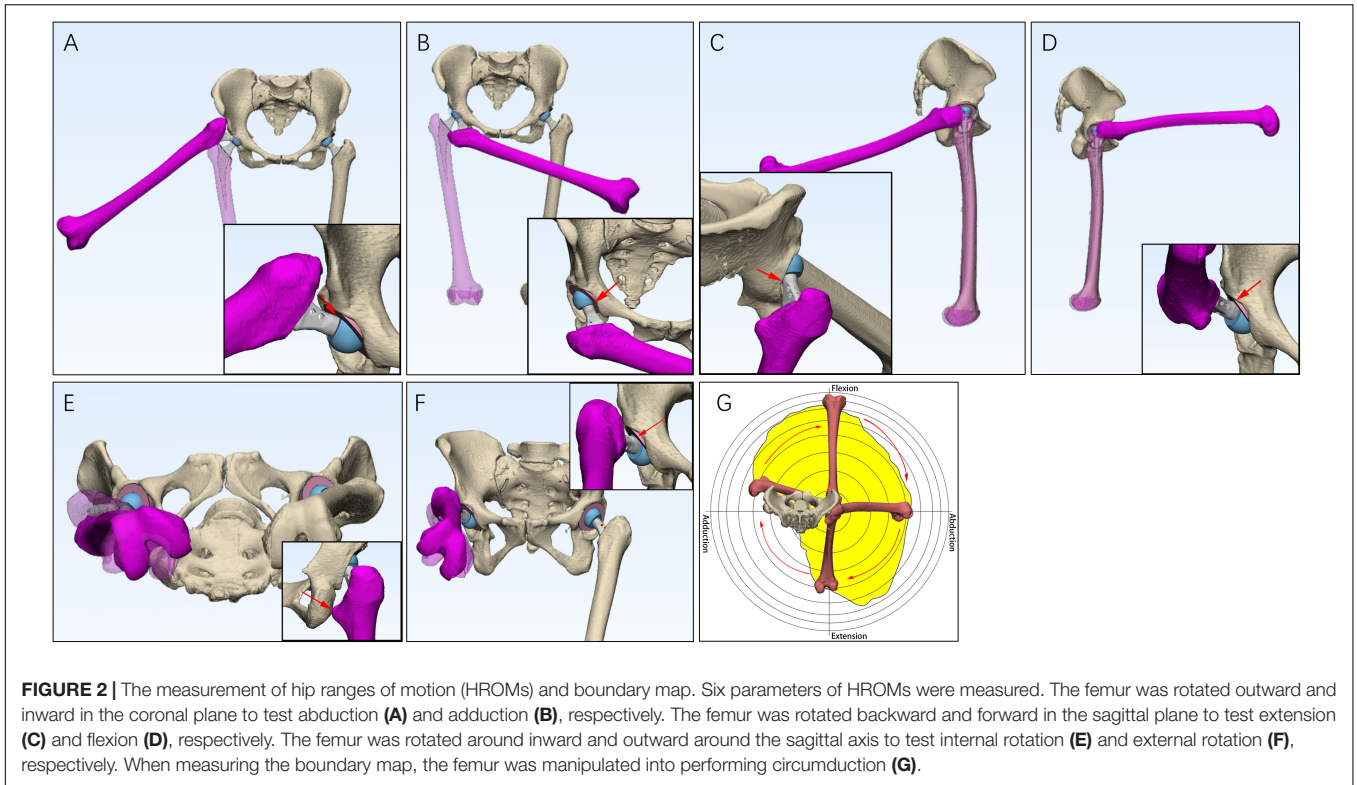 A
B
C
D
E
F
G
Flexion
Adduction
Abduction
Extension
FIGURE 2 | The measurement of hip ranges of motion (HROMs) and boundary map. Six parameters of HROMs were measured. The femur was rotated outward and
inward in the coronal plane to test abduction (A) and adduction (B), respectively. The femur was rotated backward and forward in the sagittal plane to test extension
(C) and flexion (D), respectively. The femur was rotated around inward and outward around the sagittal axis to test internal rotation (E) and external rotation (F),
respectively. When measuring the boundary map, the femur was manipulated into performing circumduction (G).